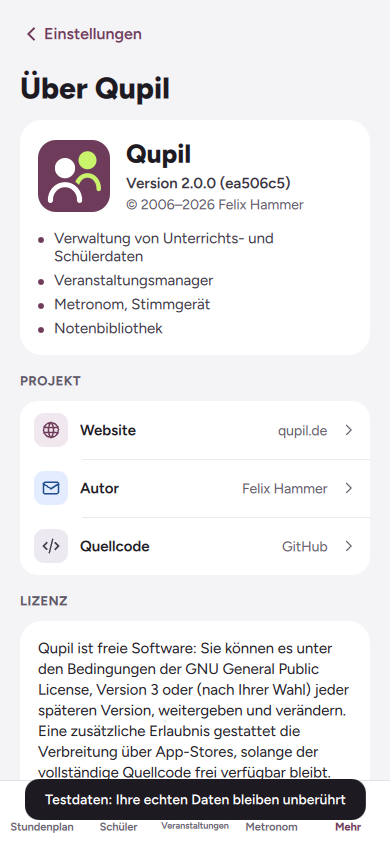 Einstellungen
Über Qupil
Qupil
Version 2.0.0 (ea506c5)
© 2006–2026 Felix Hammer
Verwaltung von Unterrichts- und
Schülerdaten
Veranstaltungsmanager
Metronom, Stimmgerät
Notenbibliothek
PROJEKT
Website qupil.de
Autor Felix Hammer
Quellcode GitHub
LIZENZ
Qupil ist freie Software: Sie können es unter
den Bedingungen der GNU General Public
License, Version 3 oder (nach Ihrer Wahl) jeder
späteren Version, weitergeben und verändern.
Eine zusätzliche Erlaubnis gestattet die
Verbreitung über App-Stores, solange der
vollständige Quellcode frei verfügbar bleibt.
Testdaten: Ihre echten Daten bleiben unberührt
Stundenplan Schüler Veranstaltungen Metronom Mehr